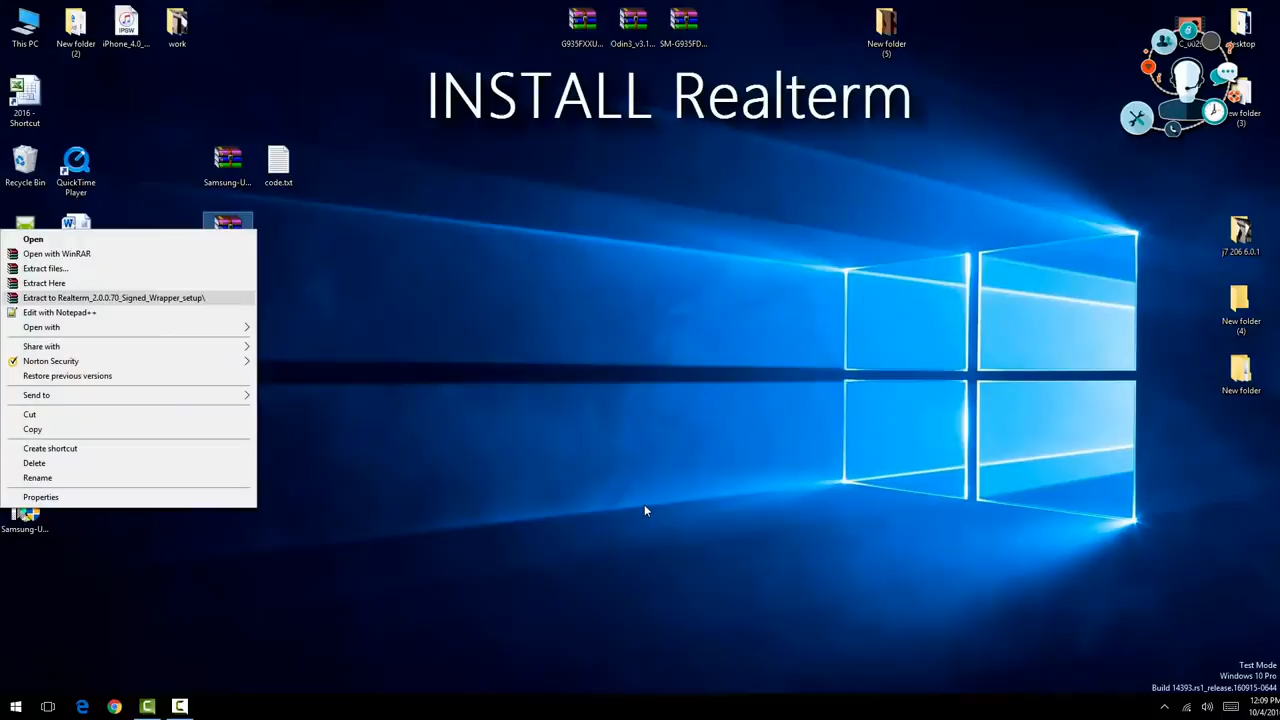 This PC
New folder
(2)
iPhone_4.0_...
work
G935FXXU...
Odin3_v3.1...
SM-G935FD...
New folder
(5)
INSTALL Realterm
2016 -
Shortcut
(3)
Recycle Bin
QuickTime
Player
Samsung-U...
code.txt
j7 206 6.0.1
New folder
(4)
New folder
Open
Open with WinRAR
Extract files...
Extract Here
Extract to Realterm_2.0.0.70_Signed_Wrapper_setup\
Edit with Notepad++
Open with
Share with
Norton Security
Restore previous versions
Send to
Cut
Copy
Create shortcut
Delete
Rename
Properties
Samsung-U...
Test Mode
Windows 10 Pro
Build 14393.rs1_release.160915-0644
12:09 PM